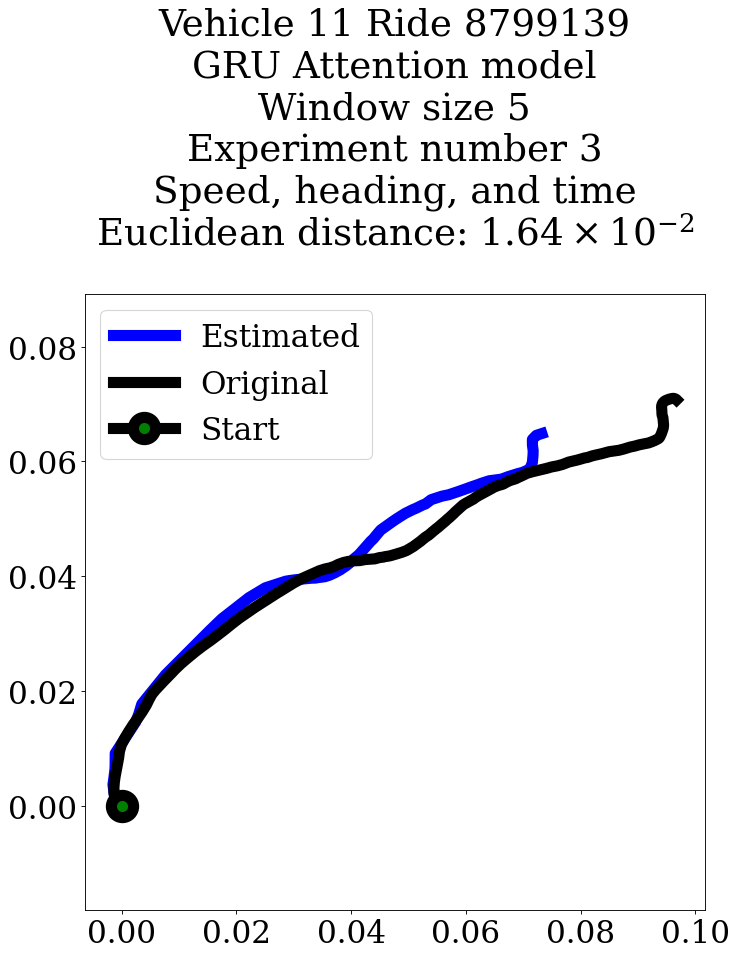 Vehicle 11 Ride 8799139
GRU Attention model
Window size 5
Experiment number 3
Speed, heading, and time
Euclidean distance: 1.64 × 10⁻²
Estimated
Original
Start
0.08
0.06
0.04
0.02
0.00
0.00 0.02 0.04 0.06 0.08 0.10